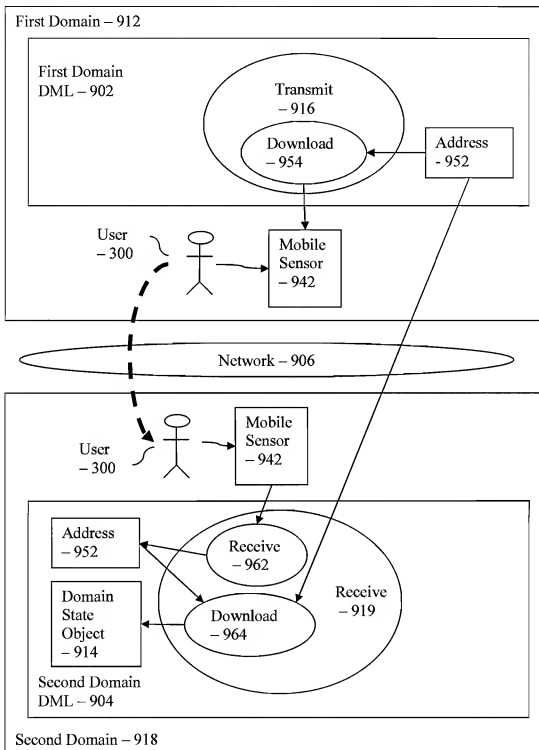 First Domain – 912
First Domain
DML – 902
Transmit
– 916
Download
– 954
Address
- 952
User
– 300
Mobile
Sensor
– 942
Network – 906
User
– 300
Mobile
Sensor
– 942
Address
– 952
Receive
– 962
Receive
– 919
Domain
State
Object
– 914
Download
– 964
Second Domain
DML – 904
Second Domain – 918